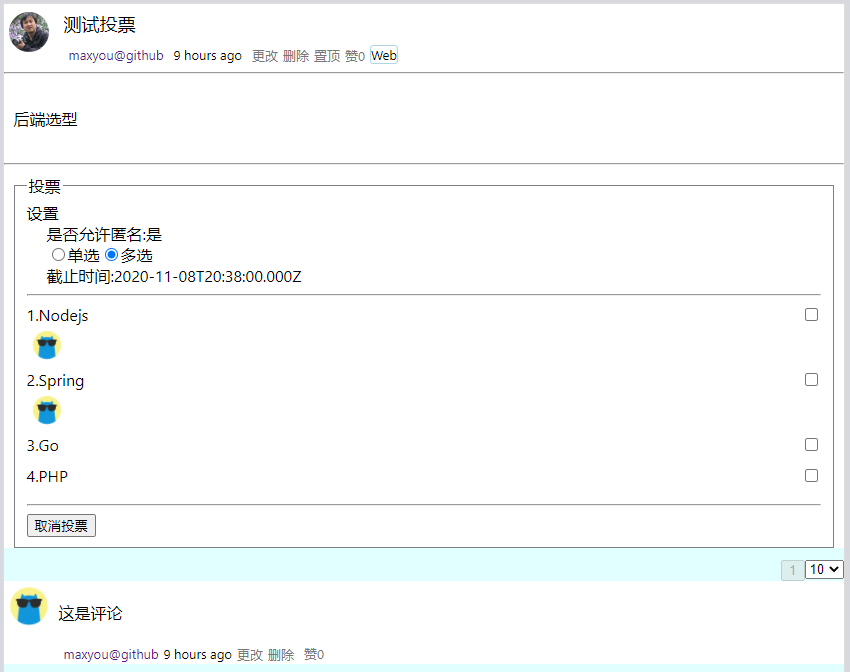 测试投票
maxyou@github 9 hours ago 更改 删除 置顶 赞0 Web
后端选型
投票
设置
是否允许匿名:是
单选 多选
截止时间:2020-11-08T20:38:00.000Z
1.Nodejs
2.Spring
3.Go
4.PHP
取消投票
1 10
这是评论
maxyou@github 9 hours ago 更改 删除 赞0